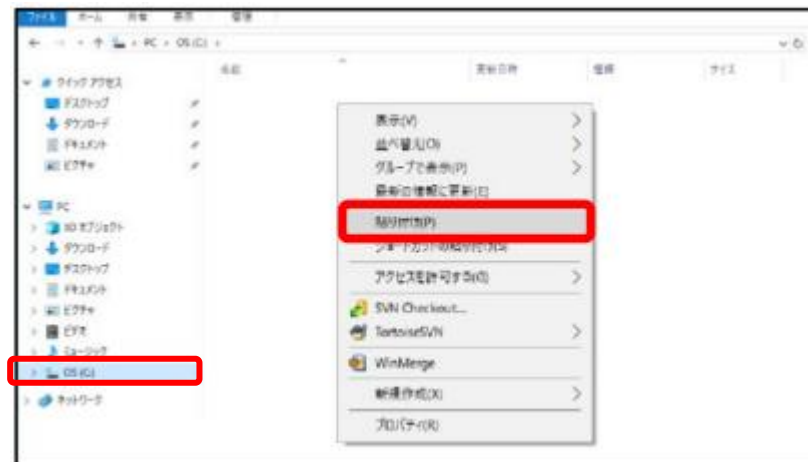 ファイル ホーム 共有 表示 管理
PC › OS (C:) ›
名前 更新日時 種類 サイズ
クイック アクセス
デスクトップ
ダウンロード
ドキュメント
ピクチャ
PC
3D オブジェクト
ダウンロード
デスクトップ
ドキュメント
ピクチャ
ビデオ
ミュージック
OS (C:)
ネットワーク
表示(V)
並べ替え(O)
グループで表示(P)
最新の情報に更新(E)
貼り付け(P)
ショートカットの貼り付け(S)
アクセスを許可する(G)
SVN Checkout...
TortoiseSVN
WinMerge
新規作成(X)
プロパティ(R)